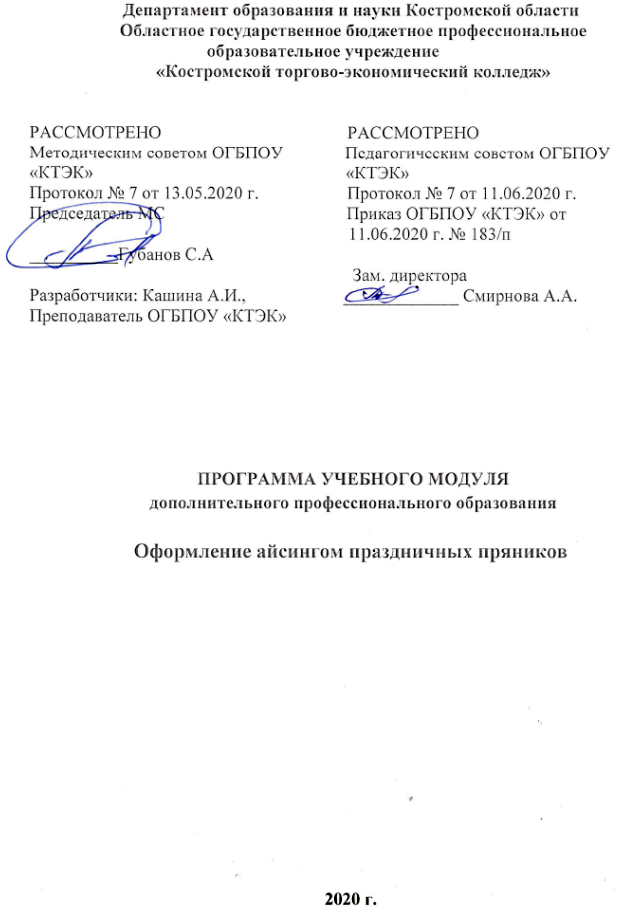 Департамент образования и науки Костромской области
Областное государственное бюджетное профессиональное
образовательное учреждение
«Костромской торгово-экономический колледж»
РАССМОТРЕНО
Методическим советом ОГБПОУ
«КТЭК»
Протокол № 7 от 13.05.2020 г.
Председатель МС
Губанов С.А
Разработчики: Кашина А.И.,
Преподаватель ОГБПОУ «КТЭК»
РАССМОТРЕНО
Педагогическим советом ОГБПОУ
«КТЭК»
Протокол № 7 от 11.06.2020 г.
Приказ ОГБПОУ «КТЭК» от
11.06.2020 г. № 183/п
Зам. директора
Смирнова А.А.
ПРОГРАММА УЧЕБНОГО МОДУЛЯ
дополнительного профессионального образования
Оформление айсингом праздничных пряников
2020 г.